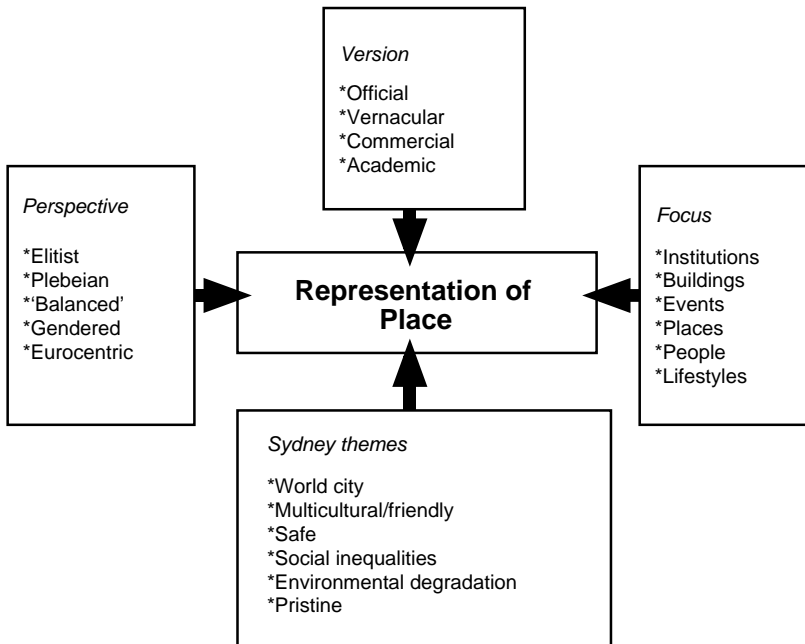 Version
*Official
*Vernacular
*Commercial
*Academic
Perspective
*Elitist
*Plebeian
*‘Balanced’
*Gendered
*Eurocentric
Representation of
Place
Focus
*Institutions
*Buildings
*Events
*Places
*People
*Lifestyles
Sydney themes
*World city
*Multicultural/friendly
*Safe
*Social inequalities
*Environmental degradation
*Pristine